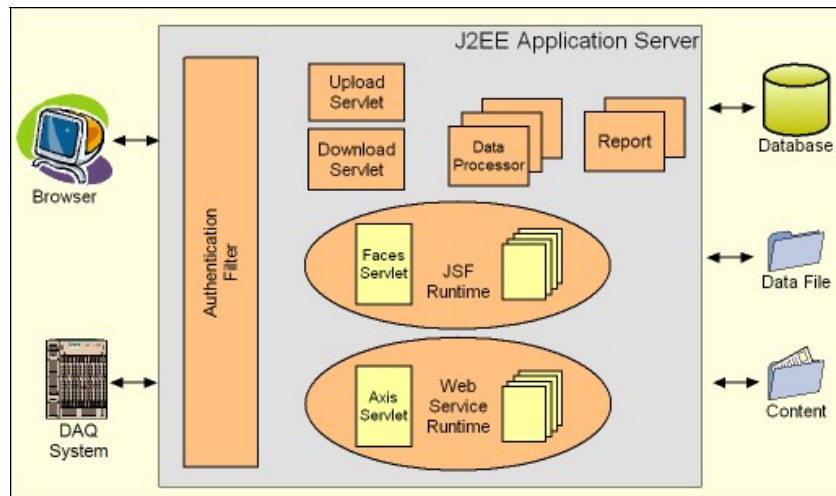 J2EE Application Server
Upload
Servlet
Download
Servlet
Data
Processor
Report
Database
Browser
Authentication
Filter
Faces
Servlet
JSF
Runtime
Data File
DAQ
System
Axis
Servlet
Web
Service
Runtime
Content